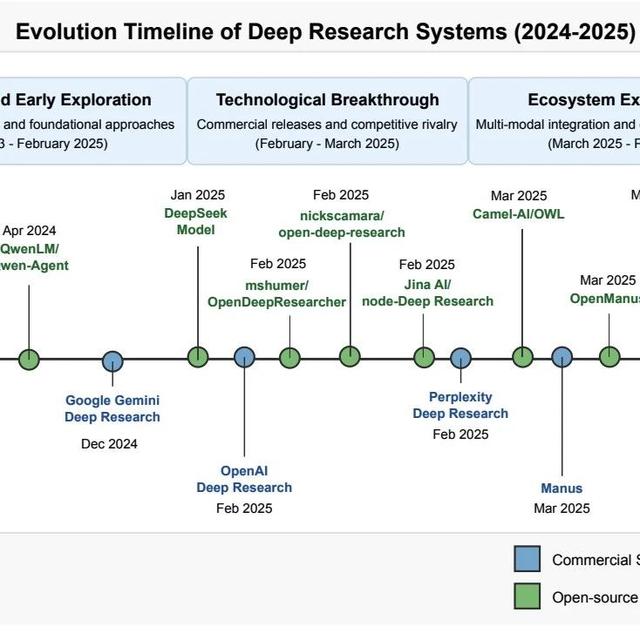 Evolution Timeline of Deep Research Systems (2024-2025)
d Early Exploration
and foundational approaches
3 - February 2025)
Technological Breakthrough
Commercial releases and competitive rivalry
(February - March 2025)
Ecosystem Ex
Multi-modal integration and
(March 2025 - F
Apr 2024
QwenLM/
wen-Agent
Jan 2025
DeepSeek
Model
Feb 2025
mshumer/
OpenDeepResearcher
Feb 2025
nickscamara/
open-deep-research
Feb 2025
Jina AI/
node-Deep Research
Mar 2025
Camel-AI/OWL
Mar 2025
OpenManus
M
Google Gemini
Deep Research
Dec 2024
OpenAI
Deep Research
Feb 2025
Perplexity
Deep Research
Feb 2025
Manus
Mar 2025
Commercial S
Open-source